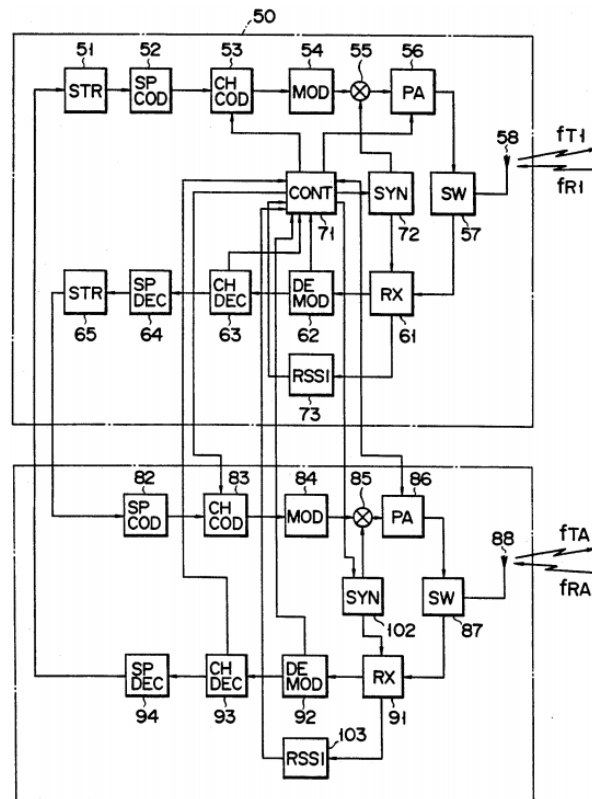 50
51 52 53 54 55 56
STR SP COD CH COD MOD PA
58
fT1
fR1
CONT SYN SW
71 72 57
STR SP DEC CH DEC DE MOD RX
65 64 63 62 61
RSSI
73
82 83 84 85 86
SP COD CH COD MOD PA
88
fTA
fRA
SYN SW
102 87
SP DEC CH DEC DE MOD RX
94 93 92 91
103
RSSI